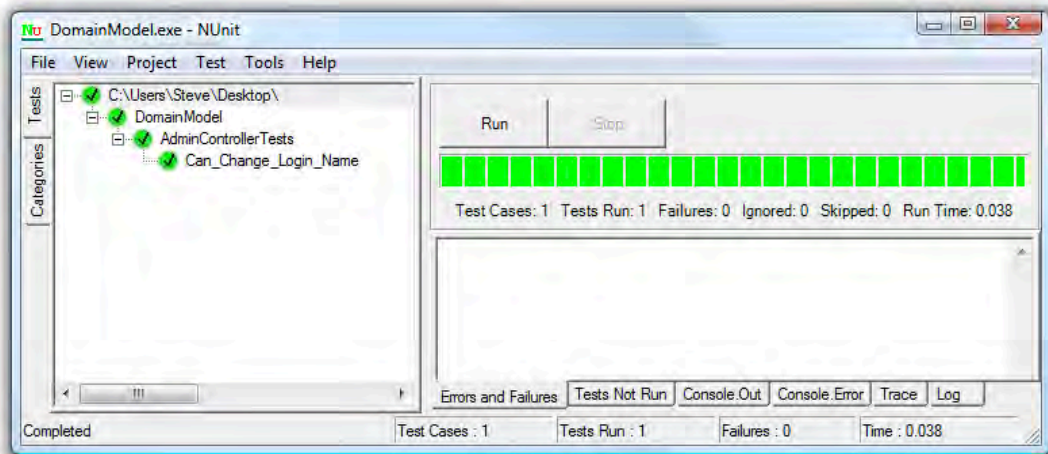 NU DomainModel.exe - NUnit
File View Project Test Tools Help
Tests
Categories
C:\Users\Steve\Desktop\
DomainModel
AdminControllerTests
Can_Change_Login_Name
Run Stop
Test Cases: 1 Tests Run: 1 Failures: 0 Ignored: 0 Skipped: 0 Run Time: 0.038
Errors and Failures Tests Not Run Console.Out Console.Error Trace Log
Completed Test Cases : 1 Tests Run : 1 Failures : 0 Time : 0.038